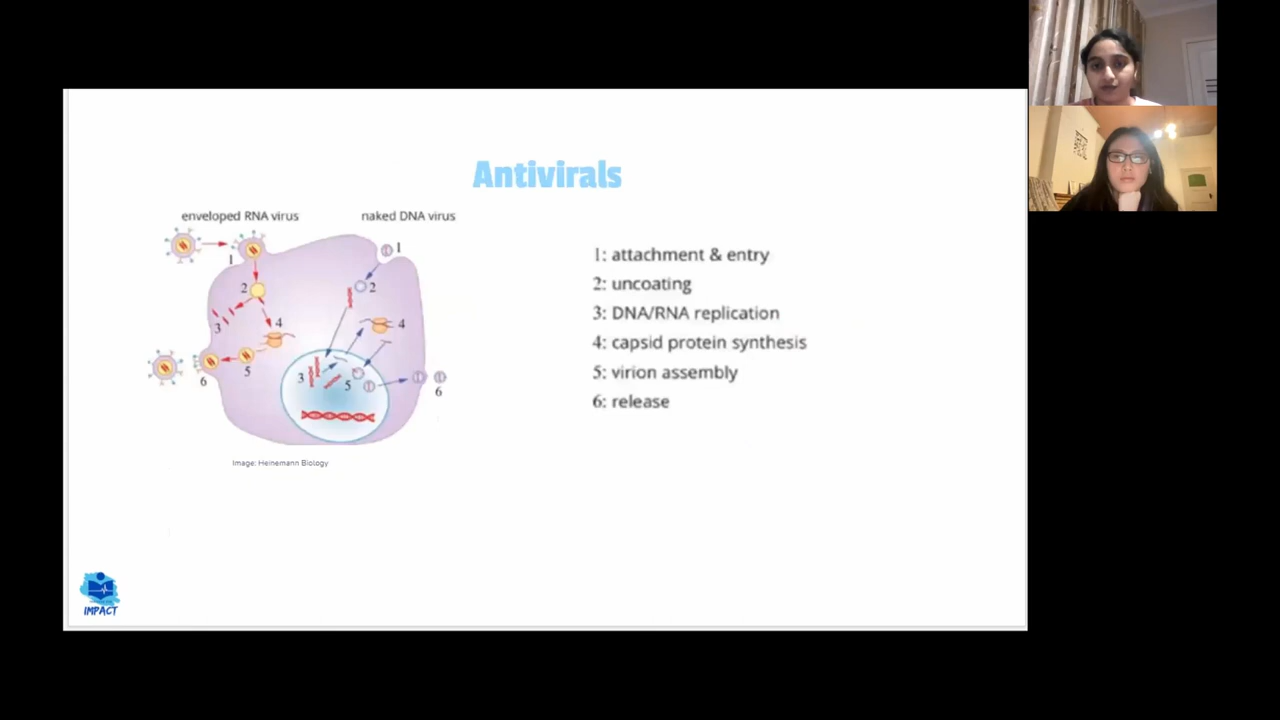 Antivirals
enveloped RNA virus
naked DNA virus
1
1
2
2
3
4
4
5
6
3
5
6
1: attachment & entry
2: uncoating
3: DNA/RNA replication
4: capsid protein synthesis
5: virion assembly
6: release
Image: Heinemann Biology
IMPACT